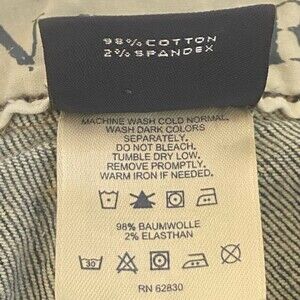 98% COTTON
2% SPANDEX
MACHINE WASH COLD NORMAL.
WASH DARK COLORS
SEPARATELY.
DO NOT BLEACH.
TUMBLE DRY LOW.
REMOVE PROMPTLY.
WARM IRON IF NEEDED.
98% BAUMWOLLE
2% ELASTHAN
30
RN 62830